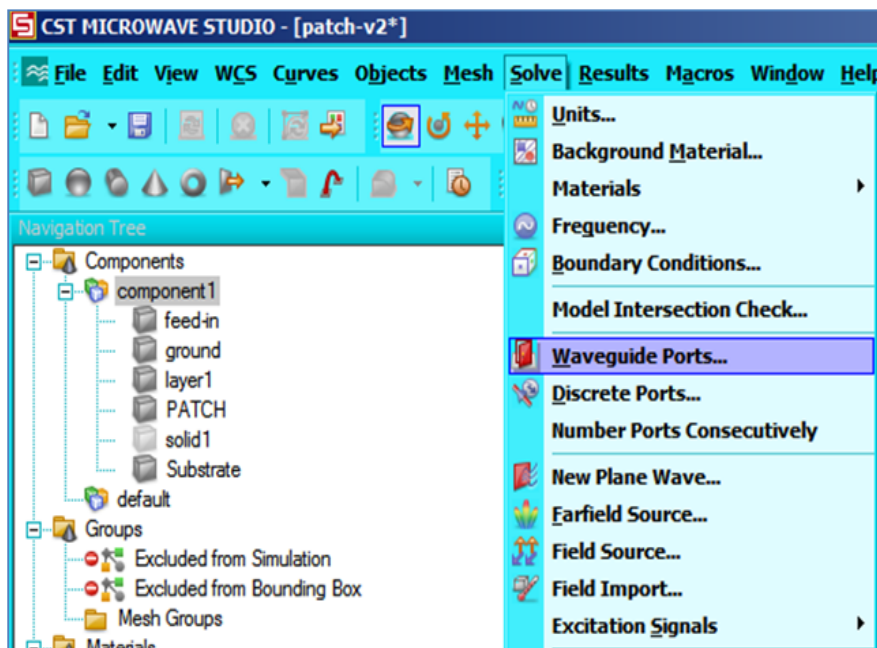 CST MICROWAVE STUDIO - [patch-v2*]
File Edit View WCS Curves Objects Mesh Solve Results Macros Window Help
Units...
Background Material...
Materials
Navigation Tree
Frequency...
Components
Boundary Conditions...
component1
Model Intersection Check...
feed-in
ground
Waveguide Ports...
layer1
Discrete Ports...
PATCH
Number Ports Consecutively
solid1
Substrate
New Plane Wave...
default
Farfield Source...
Groups
Field Source...
Excluded from Simulation
Excluded from Bounding Box
Field Import...
Mesh Groups
Excitation Signals
Materials